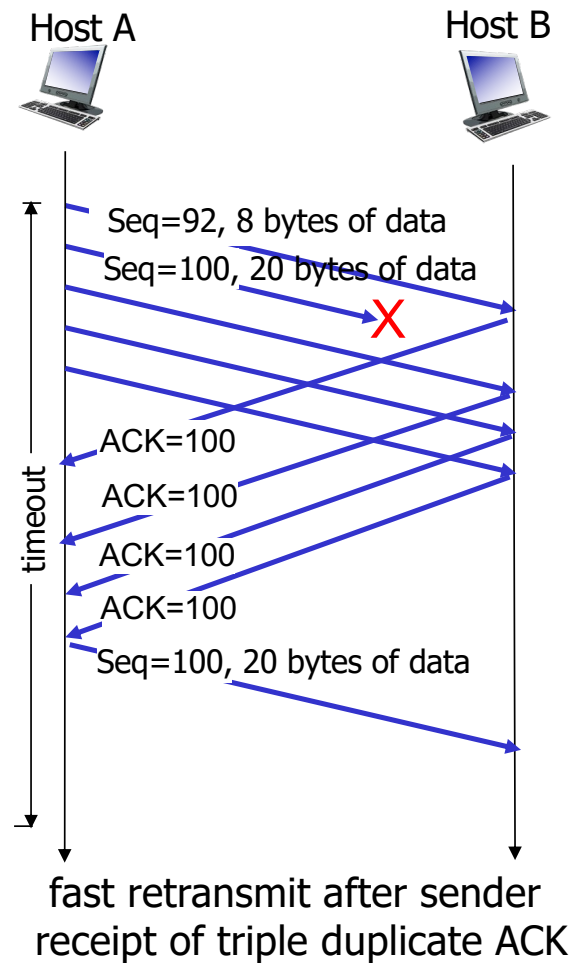 Host A
Host B
Seq=92, 8 bytes of data
Seq=100, 20 bytes of data
X
ACK=100
ACK=100
timeout
ACK=100
ACK=100
Seq=100, 20 bytes of data
fast retransmit after sender
receipt of triple duplicate ACK